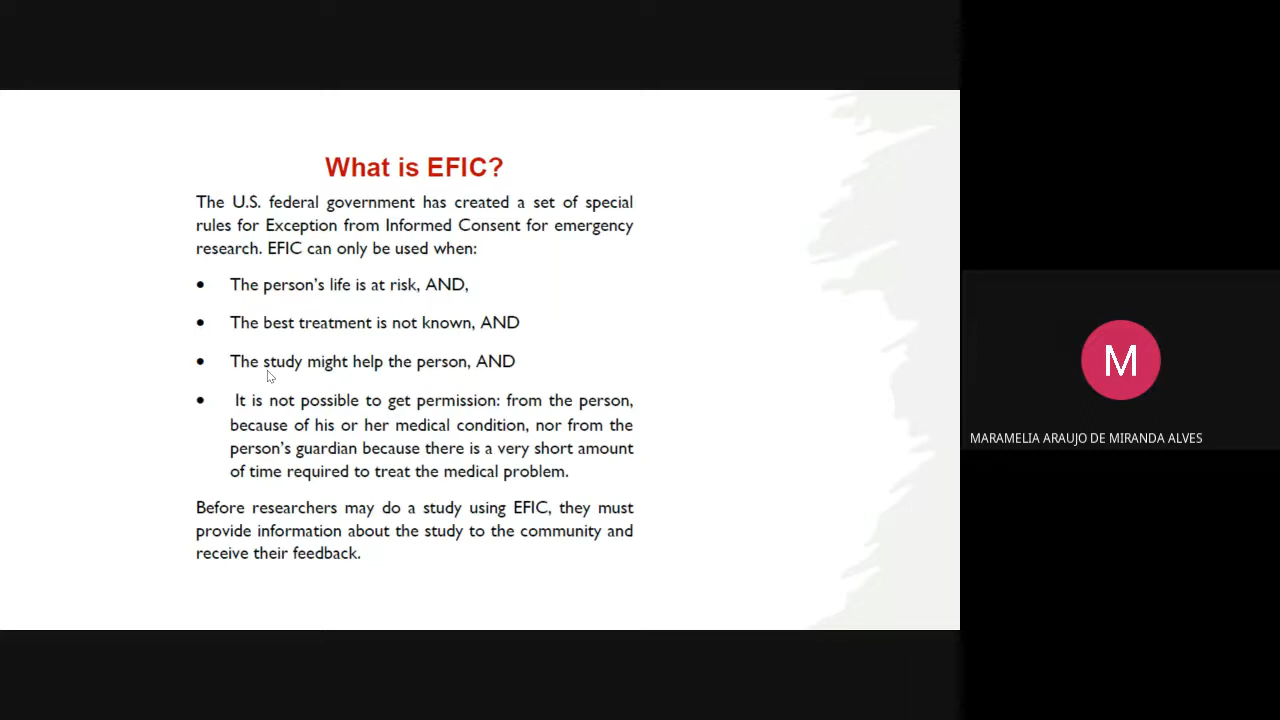 What is EFIC?
The U.S. federal government has created a set of special
rules for Exception from Informed Consent for emergency
research. EFIC can only be used when:
• The person's life is at risk, AND,
• The best treatment is not known, AND
• The study might help the person, AND
• It is not possible to get permission: from the person,
because of his or her medical condition, nor from the
person's guardian because there is a very short amount
of time required to treat the medical problem.
Before researchers may do a study using EFIC, they must
provide information about the study to the community and
receive their feedback.
M
MARAMELIA ARAUJO DE MIRANDA ALVES